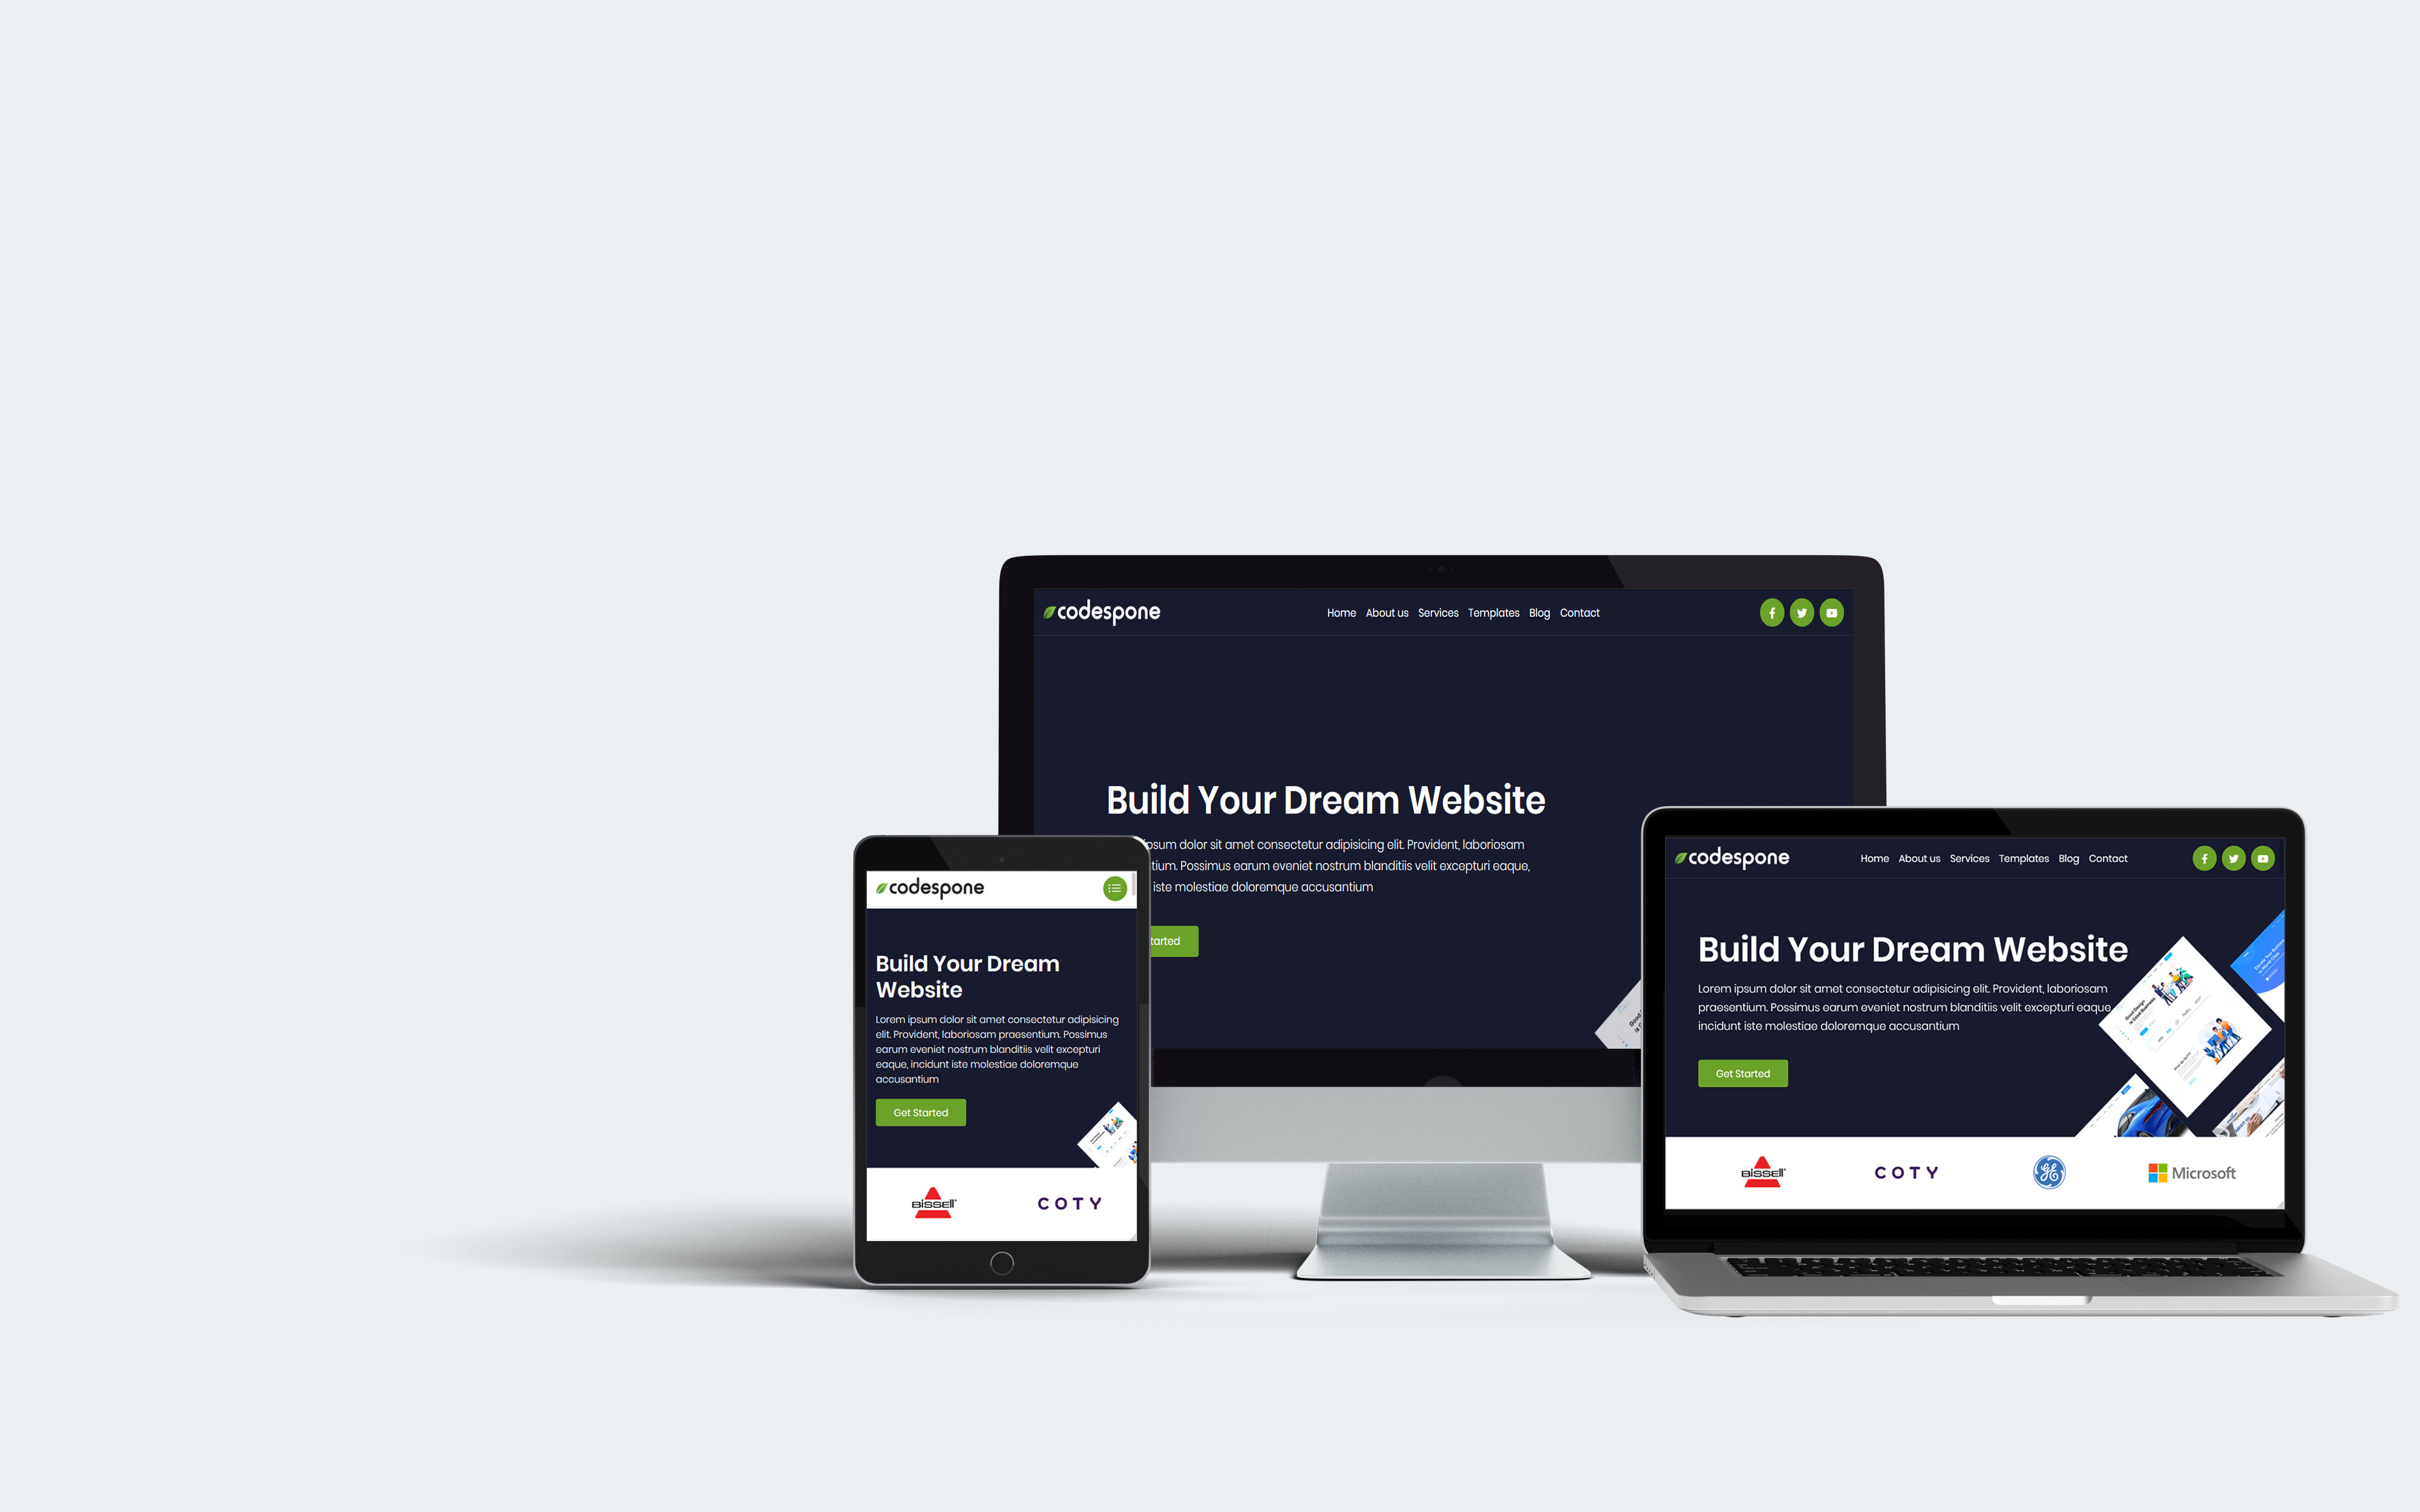 codespone
Home About us Services Templates Blog Contact
Build Your Dream Website
psum dolor sit amet consectetur adipisicing elit. Provident, laboriosam
tium. Possimus earum eveniet nostrum blanditiis velit excepturi eaque,
iste molestiae doloremque accusantium
tarted
codespone
Build Your Dream
Website
Lorem ipsum dolor sit amet consectetur adipisicing
elit. Provident, laboriosam praesentium. Possimus
earum eveniet nostrum blanditiis velit excepturi
eaque, incidunt iste molestiae doloremque
accusantium
Get Started
BISSELL
COTY
codespone
Home About us Services Templates Blog Contact
Build Your Dream Website
Lorem ipsum dolor sit amet consectetur adipisicing elit. Provident, laboriosam
praesentium. Possimus earum eveniet nostrum blanditiis velit excepturi eaque,
incidunt iste molestiae doloremque accusantium
Get Started
Good Design
is Good Business.
BISSELL
COTY
GE
Microsoft